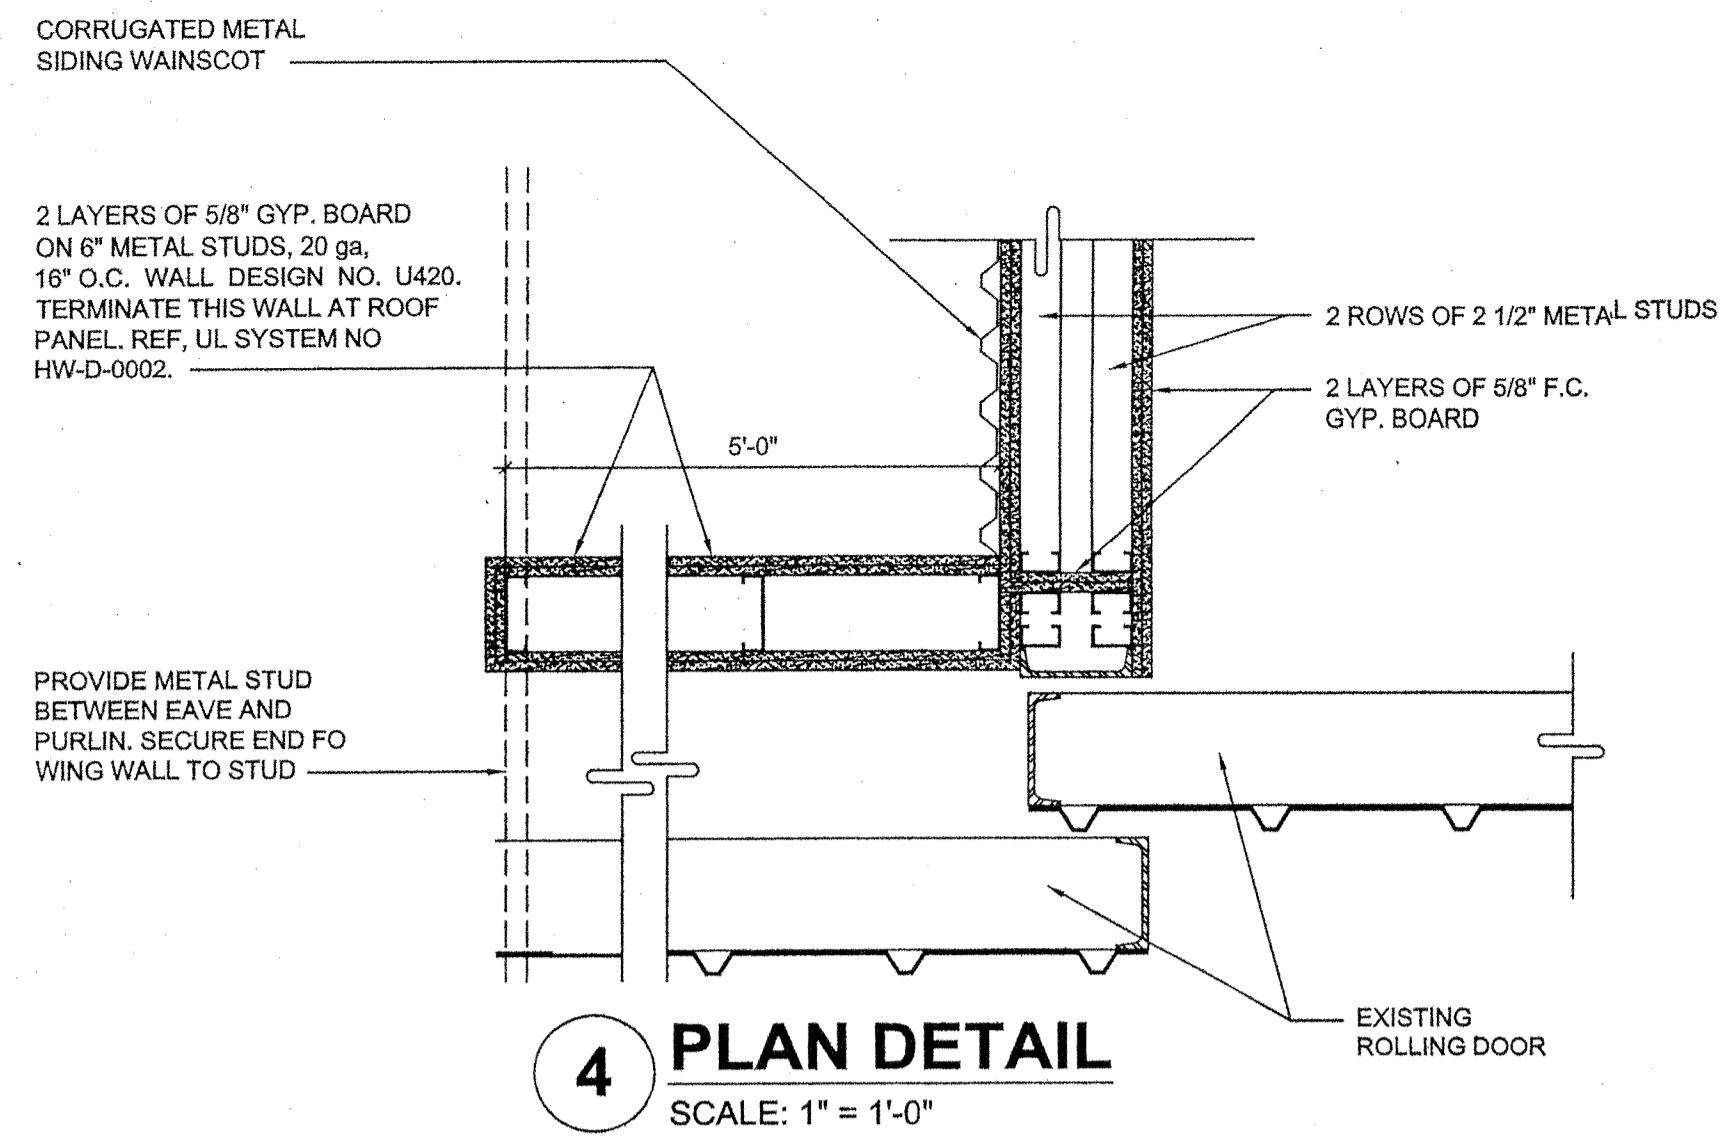 CORRUGATED METAL
SIDING WAINSCOT
2 LAYERS OF 5/8" GYP. BOARD
ON 6" METAL STUDS, 20 ga,
16" O.C. WALL DESIGN NO. U420.
TERMINATE THIS WALL AT ROOF
PANEL. REF, UL SYSTEM NO
HW-D-0002.
5'-0"
2 ROWS OF 2 1/2" METAL STUDS
2 LAYERS OF 5/8" F.C.
GYP. BOARD
PROVIDE METAL STUD
BETWEEN EAVE AND
PURLIN. SECURE END FO
WING WALL TO STUD
EXISTING
ROLLING DOOR
4 PLAN DETAIL
SCALE: 1" = 1'-0"